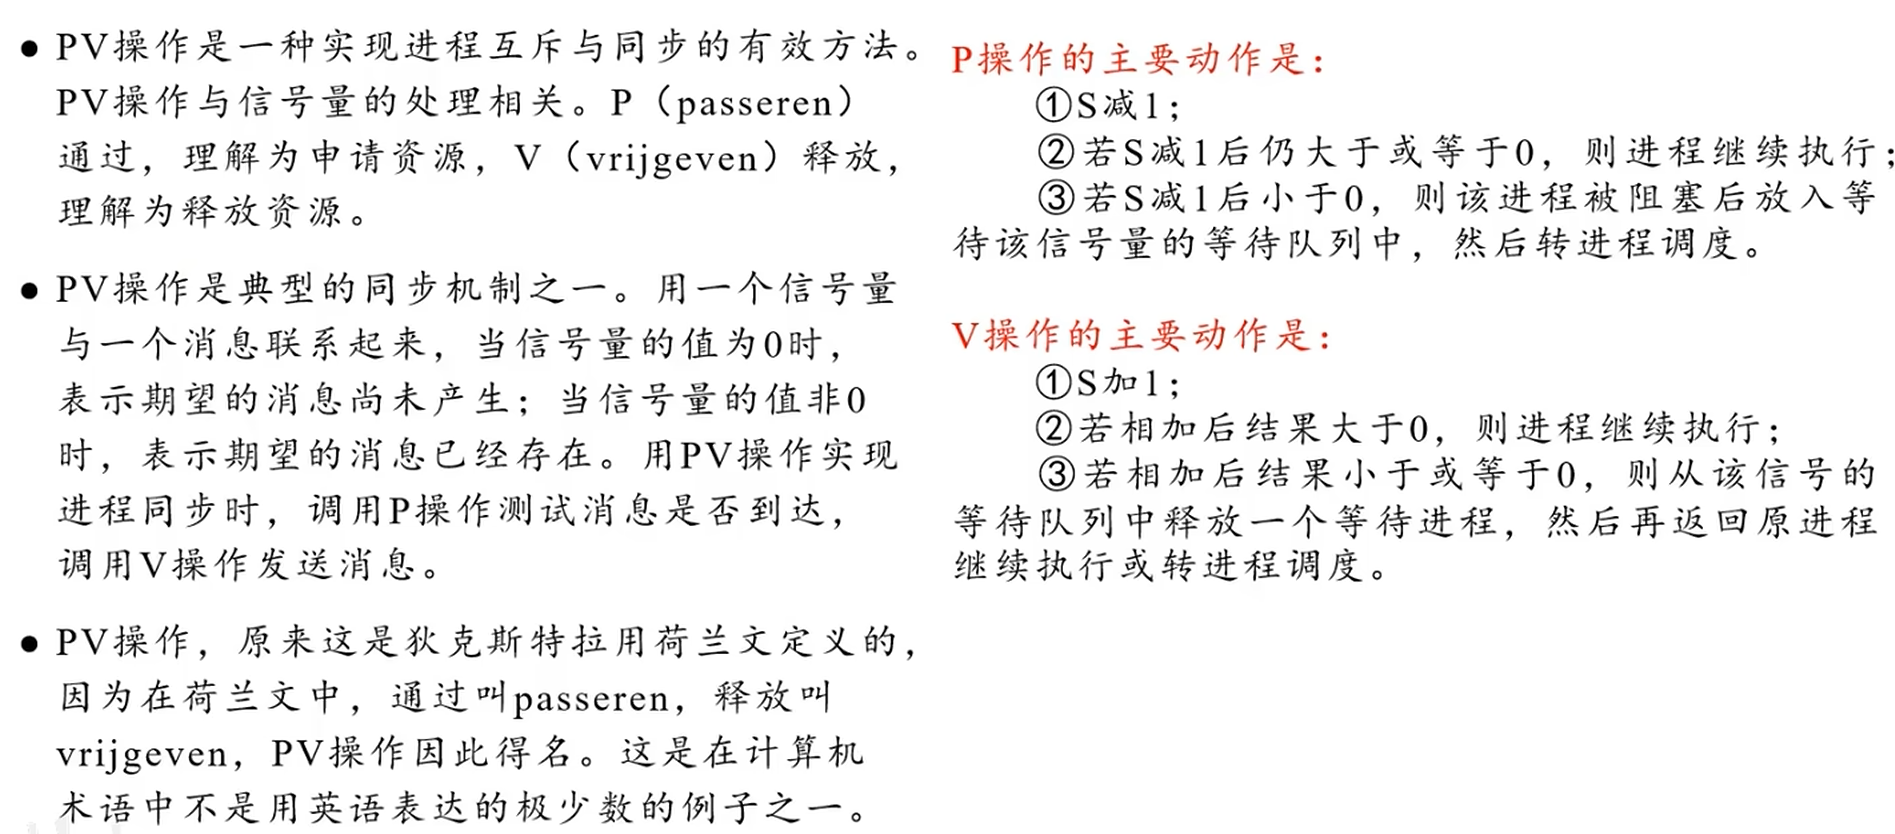 ● PV操作是一种实现进程互斥与同步的有效方法。
PV操作与信号量的处理相关。P（passeren）
通过，理解为申请资源，V（vrijgeven）释放，
理解为释放资源。
● PV操作是典型的同步机制之一。用一个信号量
与一个消息联系起来，当信号量的值为0时，
表示期望的消息尚未产生；当信号量的值非0
时，表示期望的消息已经存在。用PV操作实现
进程同步时，调用P操作测试消息是否到达，
调用V操作发送消息。
● PV操作，原来这是狄克斯特拉用荷兰文定义的，
因为在荷兰文中，通过叫passeren，释放叫
vrijgeven，PV操作因此得名。这是在计算机
术语中不是用英语表达的极少数的例子之一。
P操作的主要动作是：
①S减1；
②若S减1后仍大于或等于0，则进程继续执行；
③若S减1后小于0，则该进程被阻塞后放入等
待该信号量的等待队列中，然后转进程调度。
V操作的主要动作是：
①S加1；
②若相加后结果大于0，则进程继续执行；
③若相加后结果小于或等于0，则从该信号的
等待队列中释放一个等待进程，然后再返回原进程
继续执行或转进程调度。